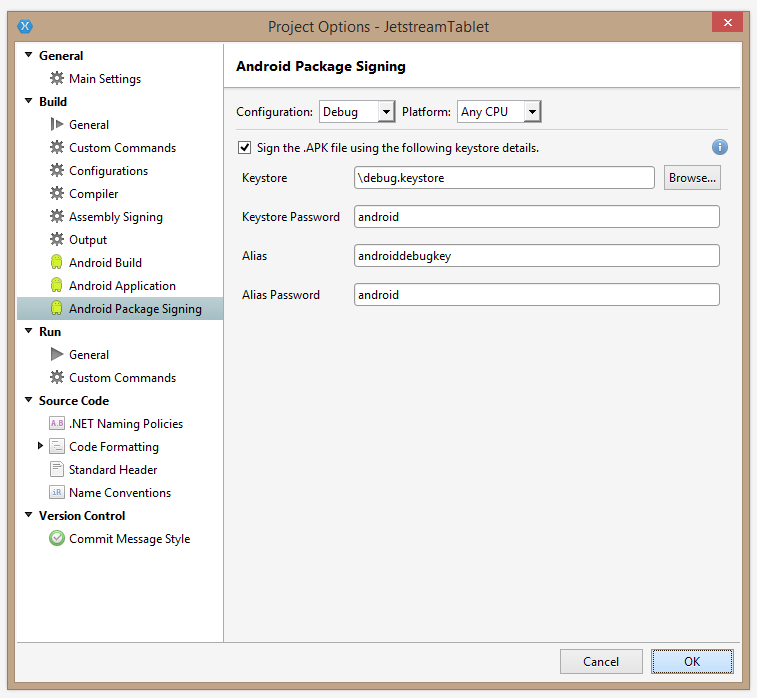 Project Options - JetstreamTablet
General
Main Settings
Build
General
Custom Commands
Configurations
Compiler
Assembly Signing
Output
Android Build
Android Application
Android Package Signing
Run
General
Custom Commands
Source Code
A.B .NET Naming Policies
Code Formatting
Standard Header
iR Name Conventions
Version Control
Commit Message Style
Android Package Signing
Configuration: Debug Platform: Any CPU
Sign the .APK file using the following keystore details.
Keystore \debug.keystore Browse...
Keystore Password android
Alias androiddebugkey
Alias Password android
Cancel OK